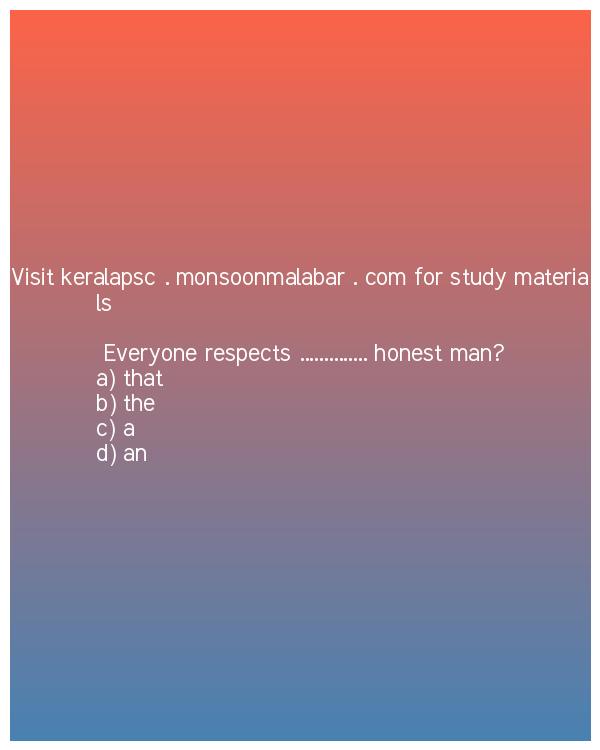 Visit keralapsc . monsoonmalabar . com for study materia
ls
Everyone respects .............. honest man?
a) that
b) the
c) a
d) an